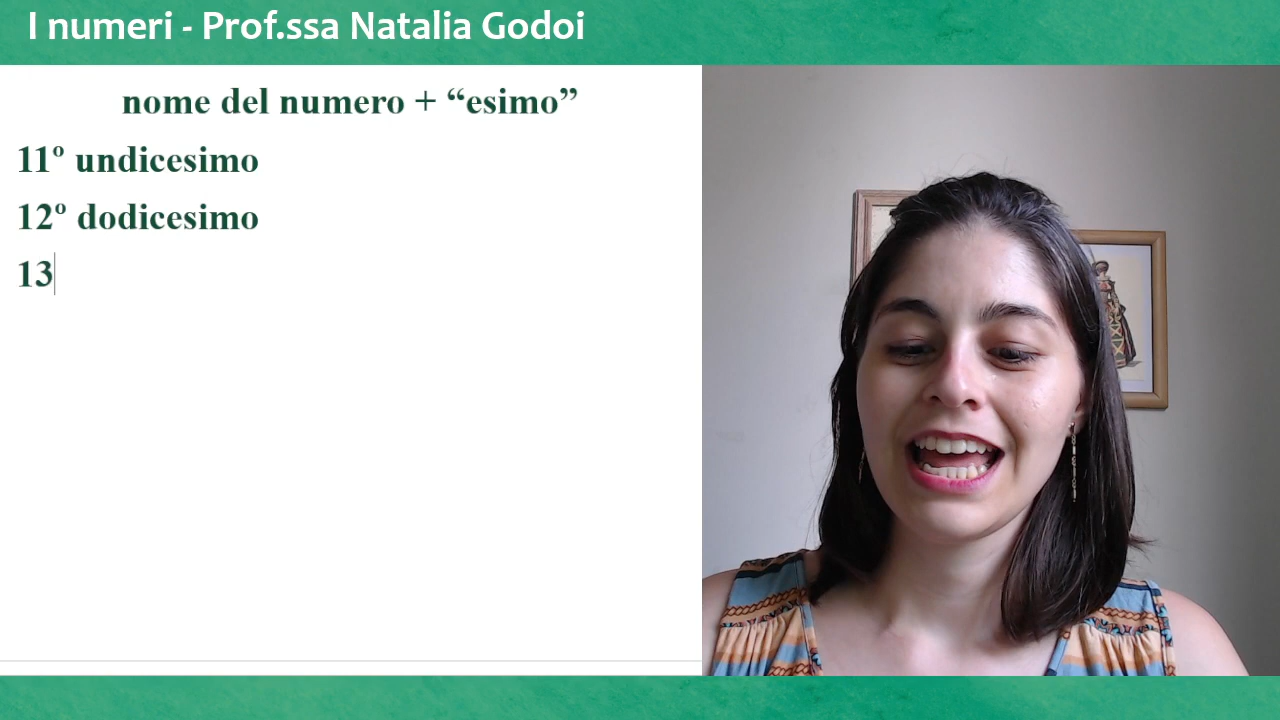 I numeri - Prof.ssa Natalia Godoi
nome del numero + “esimo”
11º undicesimo
12º dodicesimo
13